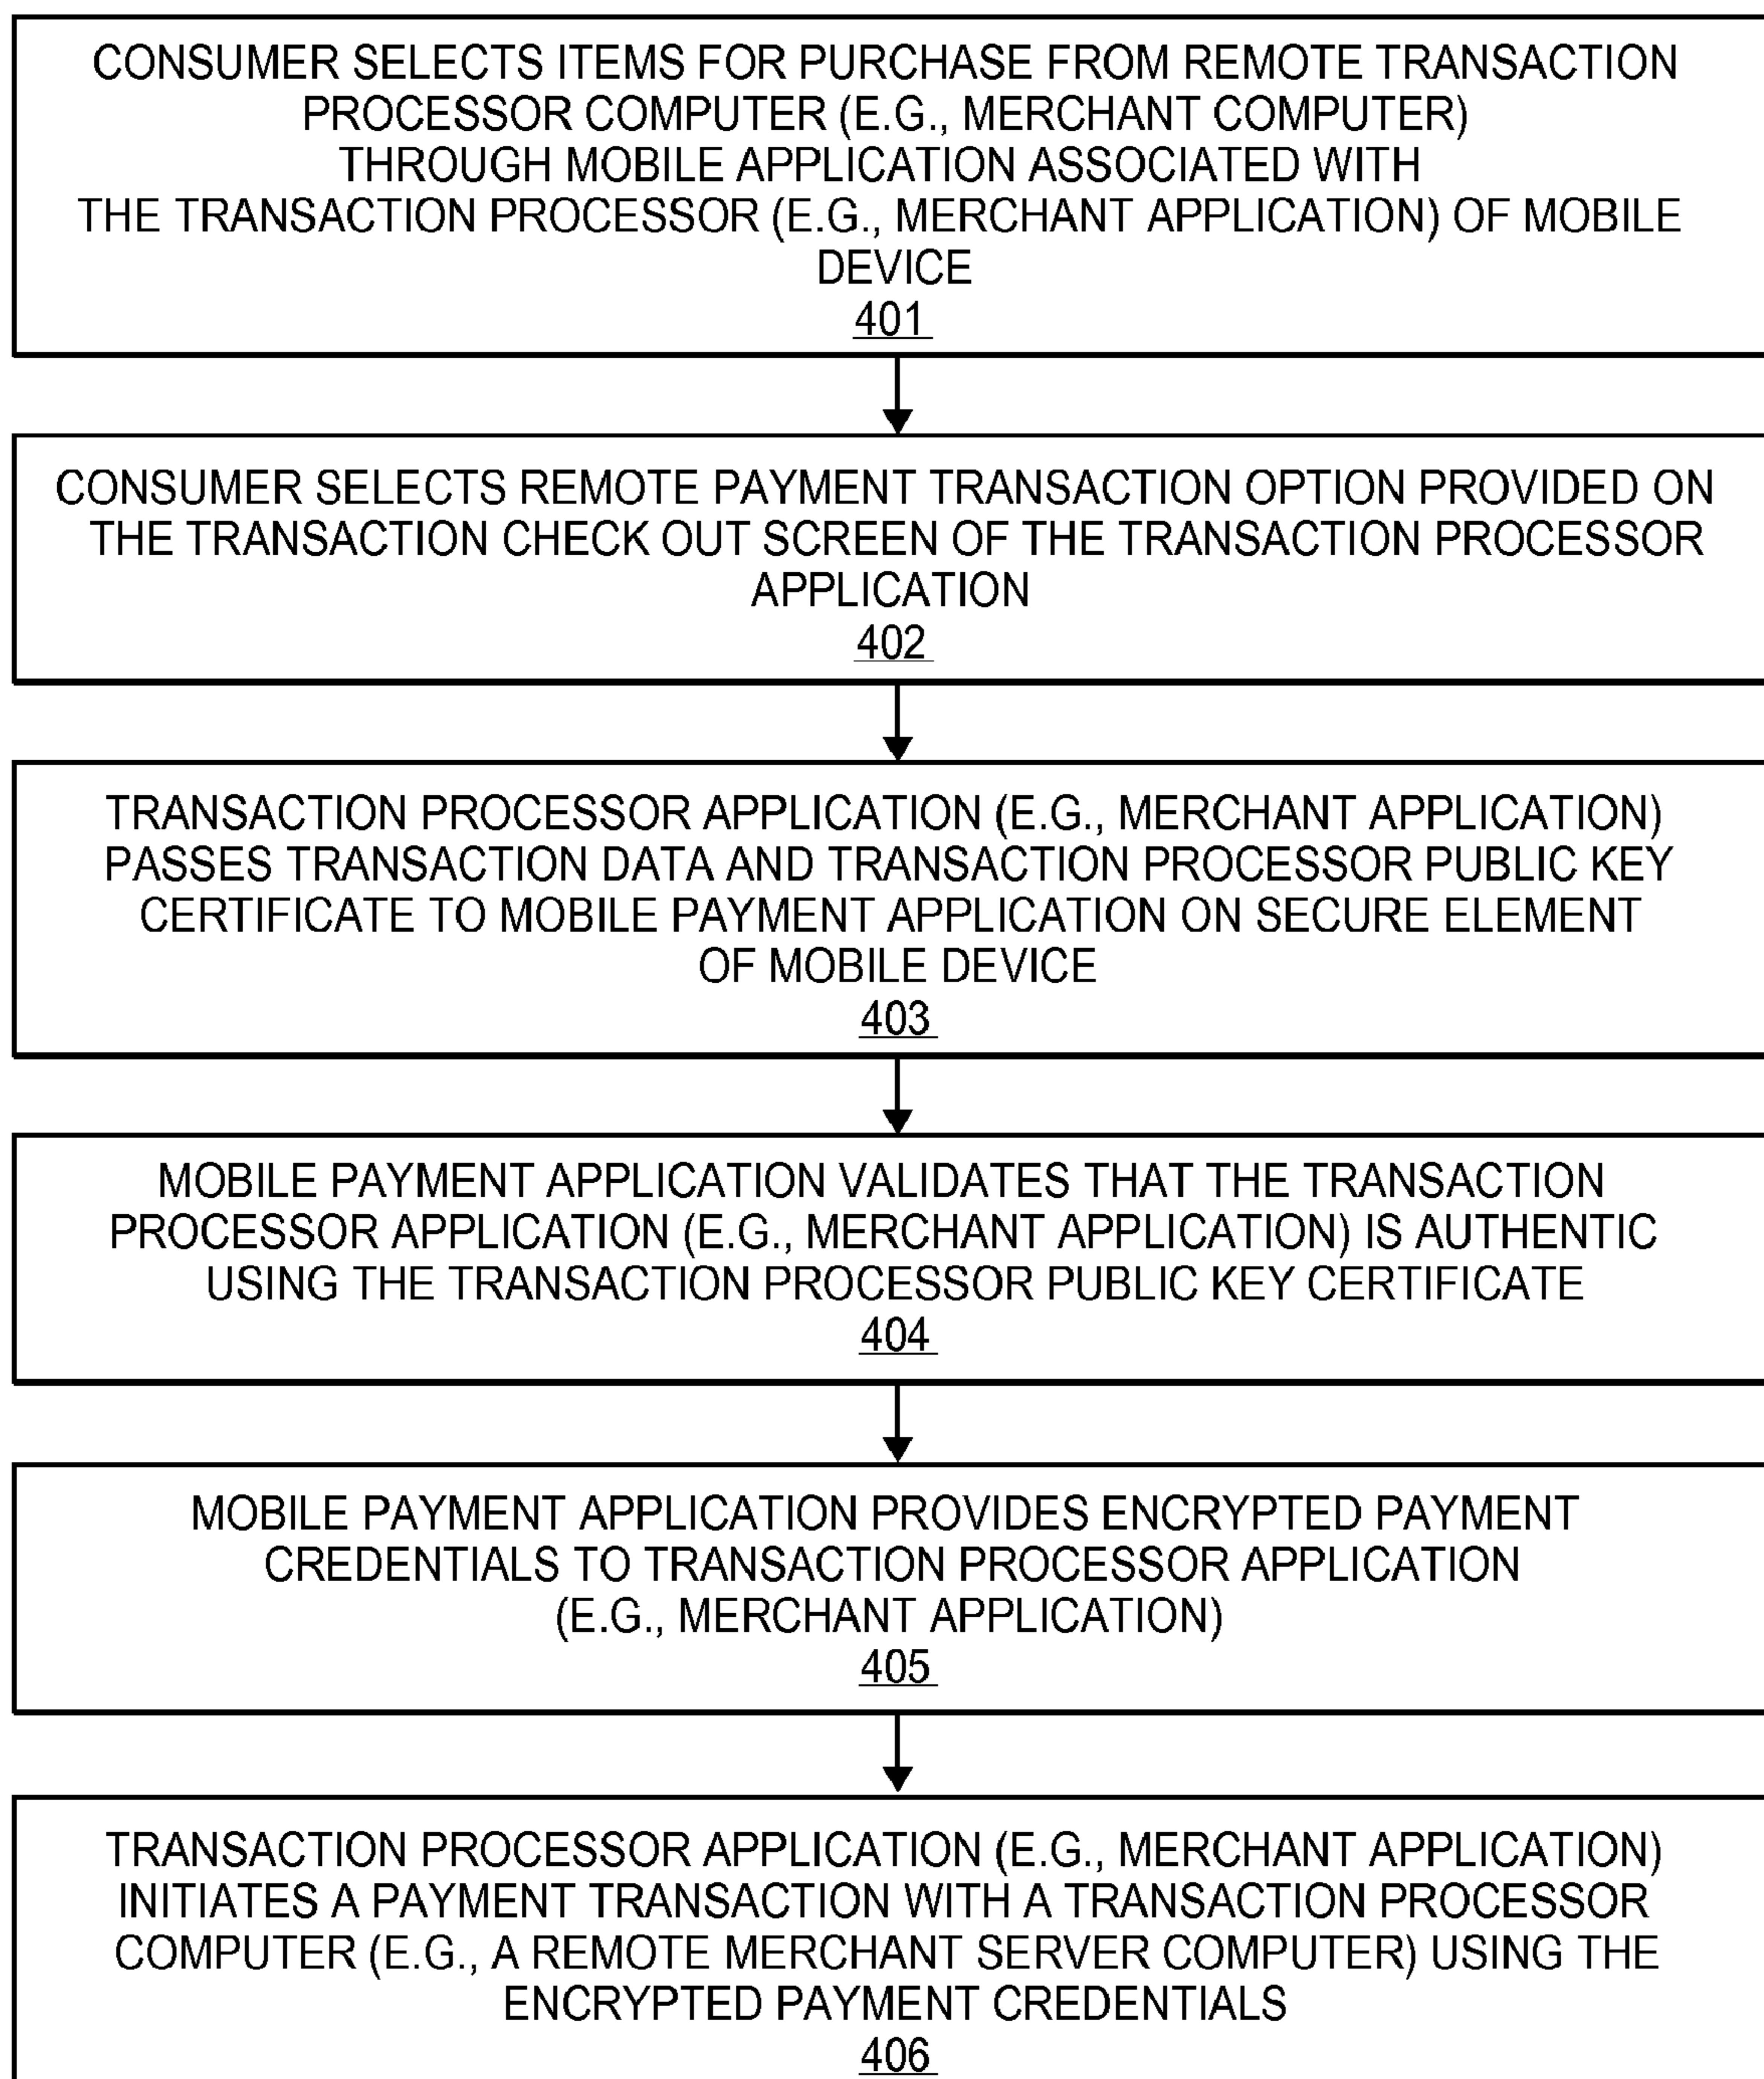 CONSUMER SELECTS ITEMS FOR PURCHASE FROM REMOTE TRANSACTION
PROCESSOR COMPUTER (E.G., MERCHANT COMPUTER)
THROUGH MOBILE APPLICATION ASSOCIATED WITH
THE TRANSACTION PROCESSOR (E.G., MERCHANT APPLICATION) OF MOBILE
DEVICE
401
CONSUMER SELECTS REMOTE PAYMENT TRANSACTION OPTION PROVIDED ON
THE TRANSACTION CHECK OUT SCREEN OF THE TRANSACTION PROCESSOR
APPLICATION
402
TRANSACTION PROCESSOR APPLICATION (E.G., MERCHANT APPLICATION)
PASSES TRANSACTION DATA AND TRANSACTION PROCESSOR PUBLIC KEY
CERTIFICATE TO MOBILE PAYMENT APPLICATION ON SECURE ELEMENT
OF MOBILE DEVICE
403
MOBILE PAYMENT APPLICATION VALIDATES THAT THE TRANSACTION
PROCESSOR APPLICATION (E.G., MERCHANT APPLICATION) IS AUTHENTIC
USING THE TRANSACTION PROCESSOR PUBLIC KEY CERTIFICATE
404
MOBILE PAYMENT APPLICATION PROVIDES ENCRYPTED PAYMENT
CREDENTIALS TO TRANSACTION PROCESSOR APPLICATION
(E.G., MERCHANT APPLICATION)
405
TRANSACTION PROCESSOR APPLICATION (E.G., MERCHANT APPLICATION)
INITIATES A PAYMENT TRANSACTION WITH A TRANSACTION PROCESSOR
COMPUTER (E.G., A REMOTE MERCHANT SERVER COMPUTER) USING THE
ENCRYPTED PAYMENT CREDENTIALS
406